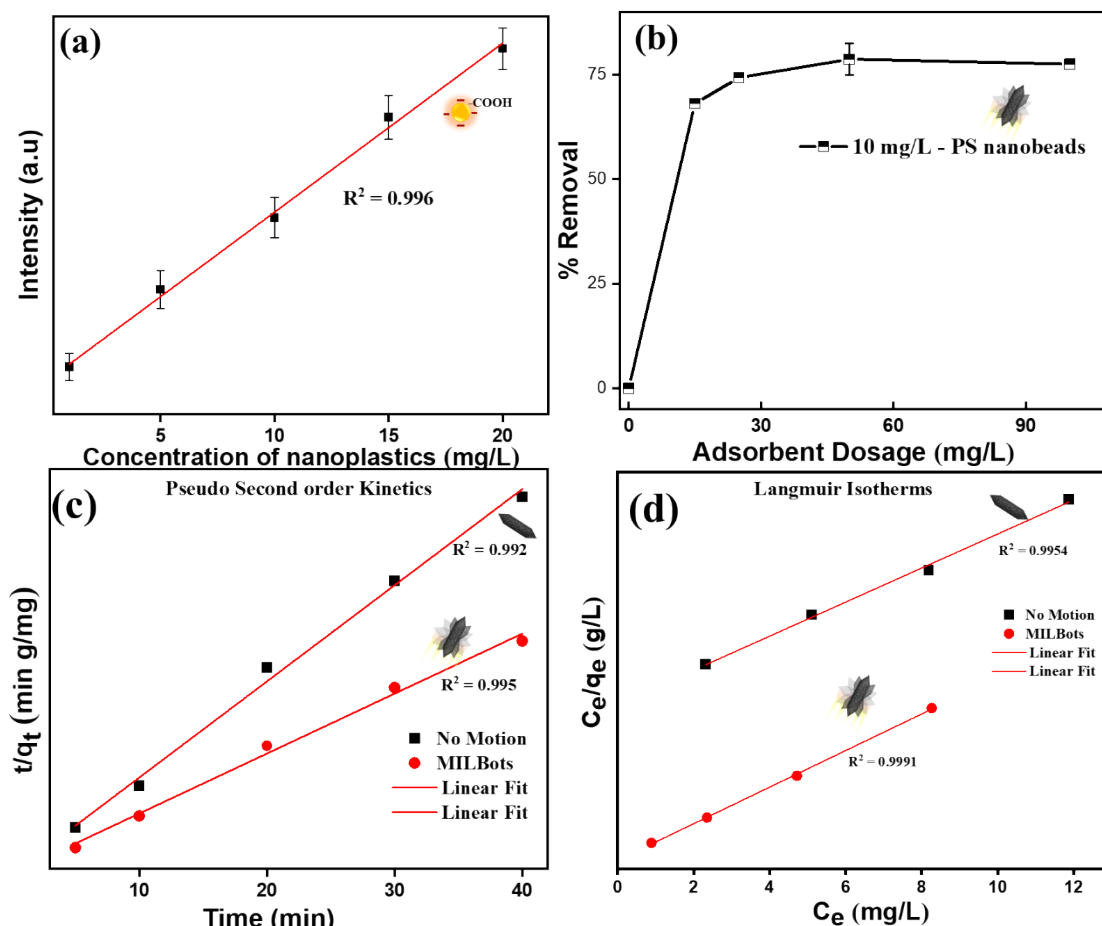 (a)
-COOH
R² = 0.996
Intensity (a.u)
5
10
15
20
Concentration of nanoplastics (mg/L)
(b)
75
50
25
0
10 mg/L - PS nanobeads
% Removal
0
30
60
90
Adsorbent Dosage (mg/L)
(c)
Pseudo Second order Kinetics
R² = 0.992
R² = 0.995
No Motion
MILBots
Linear Fit
Linear Fit
t/qt (min g/mg)
10
20
30
40
Time (min)
(d)
Langmuir Isotherms
R² = 0.9954
No Motion
MILBots
Linear Fit
Linear Fit
R² = 0.9991
Ce/qe (g/L)
0
2
4
6
8
10
12
Ce (mg/L)